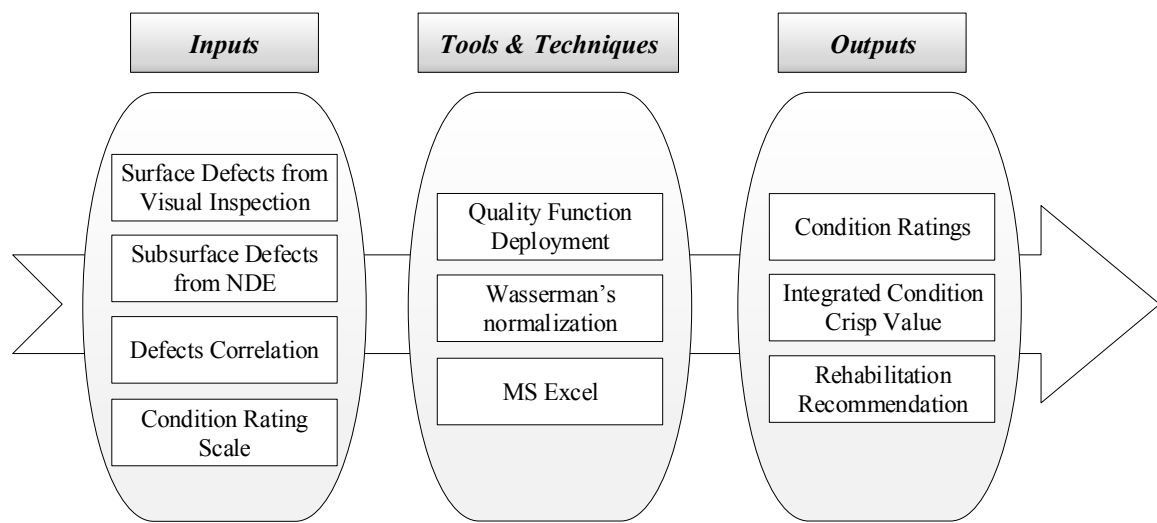 Inputs
Surface Defects from
Visual Inspection
Subsurface Defects
from NDE
Defects Correlation
Condition Rating
Scale
Tools & Techniques
Quality Function
Deployment
Wasserman’s
normalization
MS Excel
Outputs
Condition Ratings
Integrated Condition
Crisp Value
Rehabilitation
Recommendation